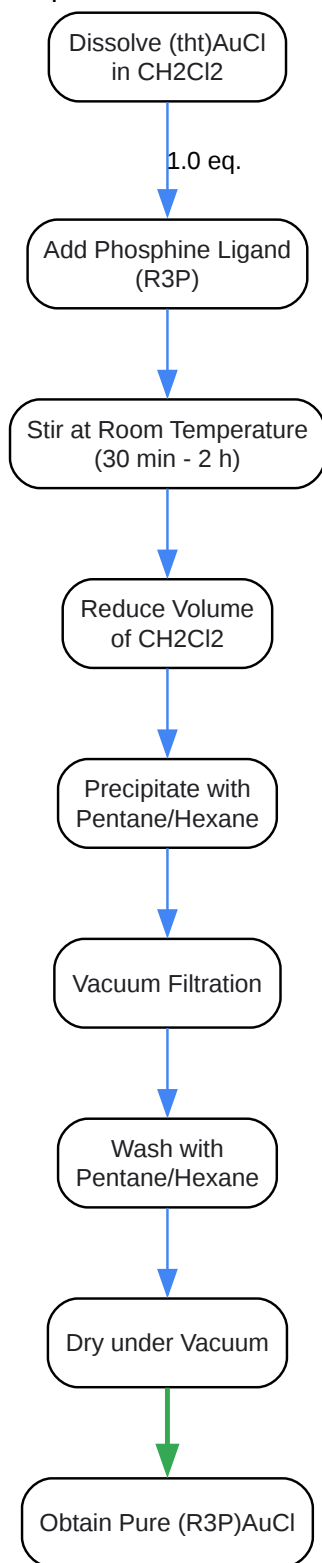 Dissolve (tht)AuCl
in CH2Cl2
1.0 eq.
Add Phosphine Ligand
(R3P)
Stir at Room Temperature
(30 min - 2 h)
Reduce Volume
of CH2Cl2
Precipitate with
Pentane/Hexane
Vacuum Filtration
Wash with
Pentane/Hexane
Dry under Vacuum
Obtain Pure (R3P)AuCl